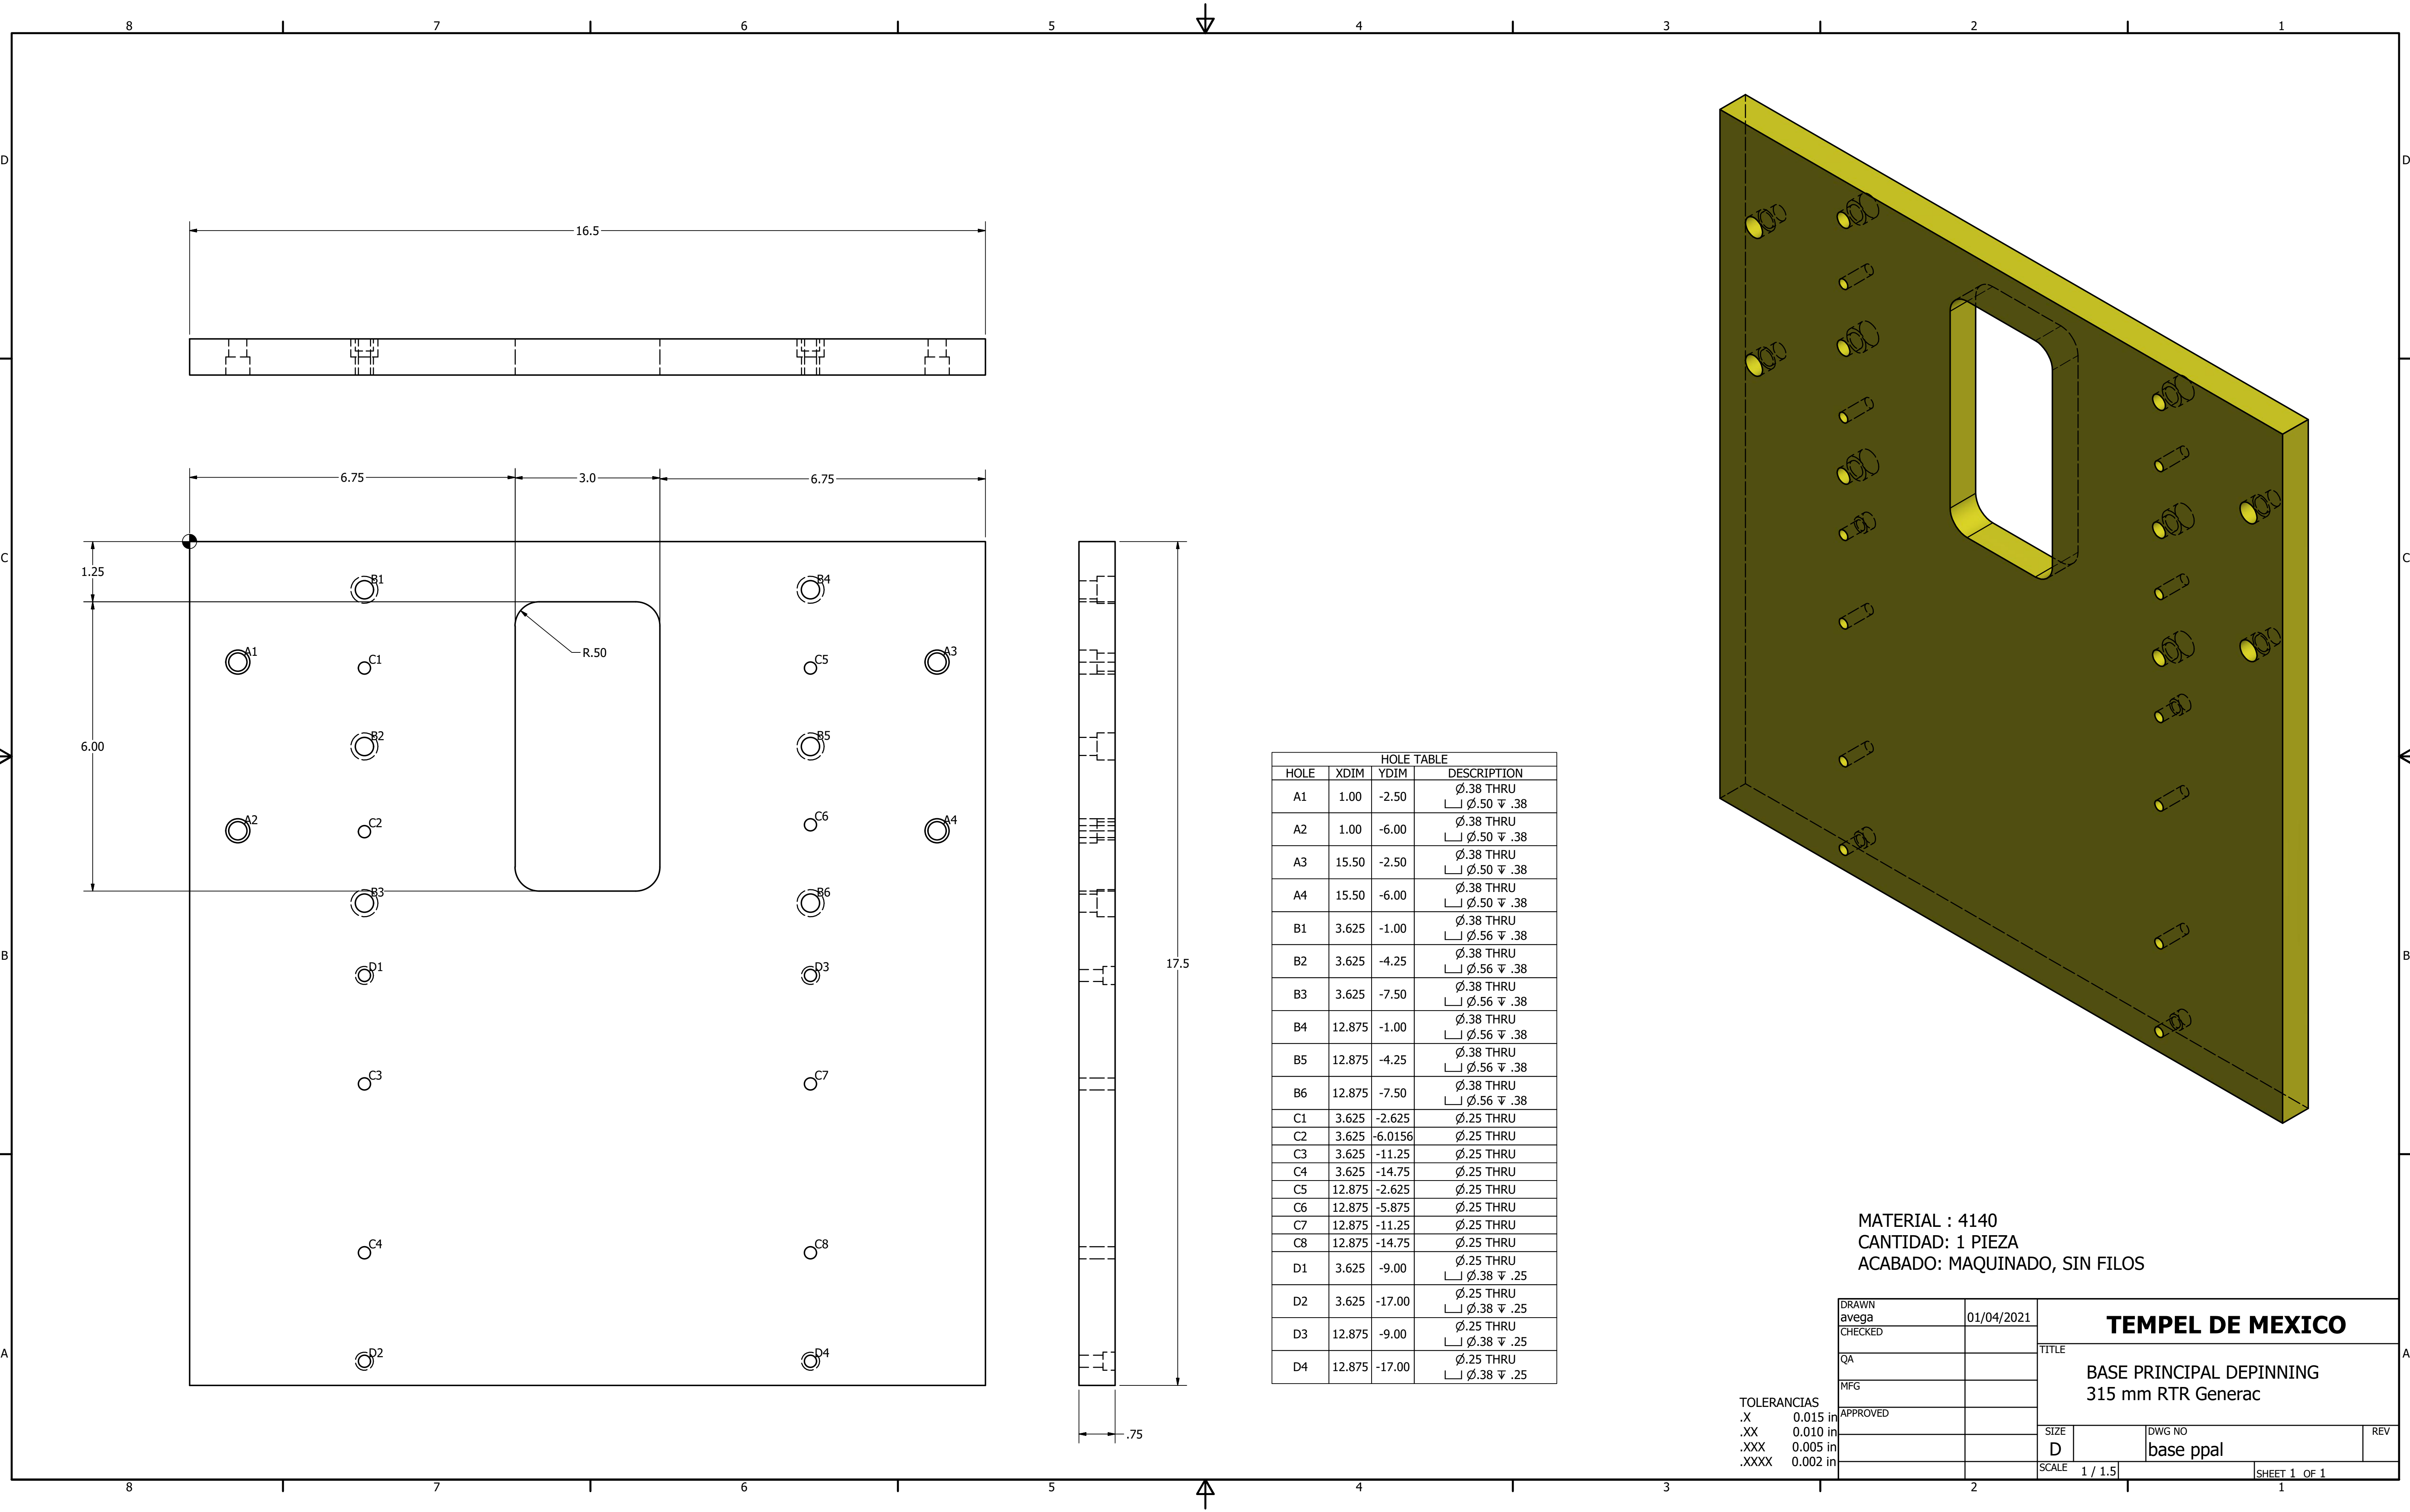 8 7 6 5 4 3 2 1
D D
C C
B B
A A
16.5
6.75 3.0 6.75
1.25
6.00
R.50
17.5
.75
B1 B4
A1 C1 C5 A3
B2 B5
A2 C2 C6 A4
B3 B6
D1 D3
C3 C7
C4 C8
D2 D4
HOLE TABLE
HOLE XDIM YDIM DESCRIPTION
A1 1.00 -2.50 Ø.38 THRU
⌴ Ø.50 ↧ .38
A2 1.00 -6.00 Ø.38 THRU
⌴ Ø.50 ↧ .38
A3 15.50 -2.50 Ø.38 THRU
⌴ Ø.50 ↧ .38
A4 15.50 -6.00 Ø.38 THRU
⌴ Ø.50 ↧ .38
B1 3.625 -1.00 Ø.38 THRU
⌴ Ø.56 ↧ .38
B2 3.625 -4.25 Ø.38 THRU
⌴ Ø.56 ↧ .38
B3 3.625 -7.50 Ø.38 THRU
⌴ Ø.56 ↧ .38
B4 12.875 -1.00 Ø.38 THRU
⌴ Ø.56 ↧ .38
B5 12.875 -4.25 Ø.38 THRU
⌴ Ø.56 ↧ .38
B6 12.875 -7.50 Ø.38 THRU
⌴ Ø.56 ↧ .38
C1 3.625 -2.625 Ø.25 THRU
C2 3.625 -6.0156 Ø.25 THRU
C3 3.625 -11.25 Ø.25 THRU
C4 3.625 -14.75 Ø.25 THRU
C5 12.875 -2.625 Ø.25 THRU
C6 12.875 -5.875 Ø.25 THRU
C7 12.875 -11.25 Ø.25 THRU
C8 12.875 -14.75 Ø.25 THRU
D1 3.625 -9.00 Ø.25 THRU
⌴ Ø.38 ↧ .25
D2 3.625 -17.00 Ø.25 THRU
⌴ Ø.38 ↧ .25
D3 12.875 -9.00 Ø.25 THRU
⌴ Ø.38 ↧ .25
D4 12.875 -17.00 Ø.25 THRU
⌴ Ø.38 ↧ .25
MATERIAL : 4140
CANTIDAD: 1 PIEZA
ACABADO: MAQUINADO, SIN FILOS
TOLERANCIAS
.X 0.015 in
.XX 0.010 in
.XXX 0.005 in
.XXXX 0.002 in
DRAWN
avega 01/04/2021
CHECKED
QA
MFG
APPROVED
TEMPEL DE MEXICO
TITLE
BASE PRINCIPAL DEPINNING
315 mm RTR Generac
SIZE
D
DWG NO
base ppal
REV
SCALE 1 / 1.5
SHEET 1 OF 1
8 7 6 5 4 3 2 1